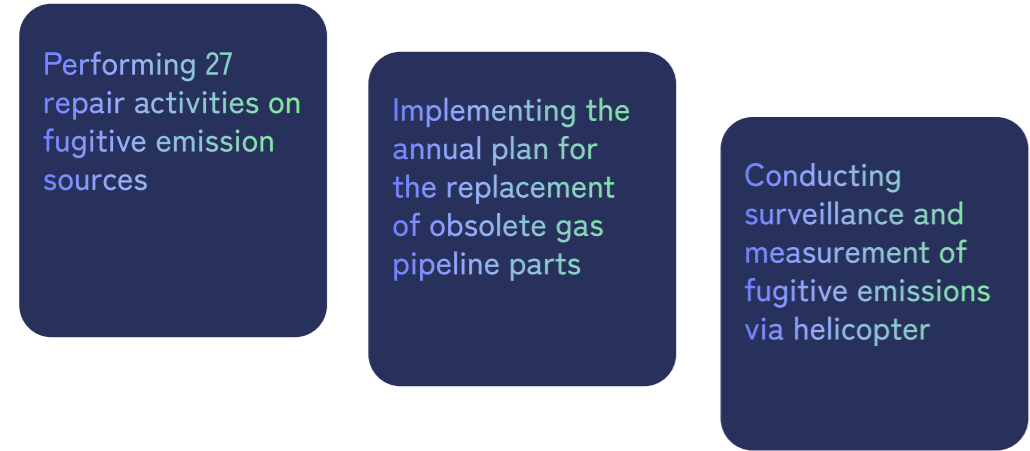 Performing 27
repair activities on
fugitive emission
sources
Implementing the
annual plan for
the replacement
of obsolete gas
pipeline parts
Conducting
surveillance and
measurement of
fugitive emissions
via helicopter